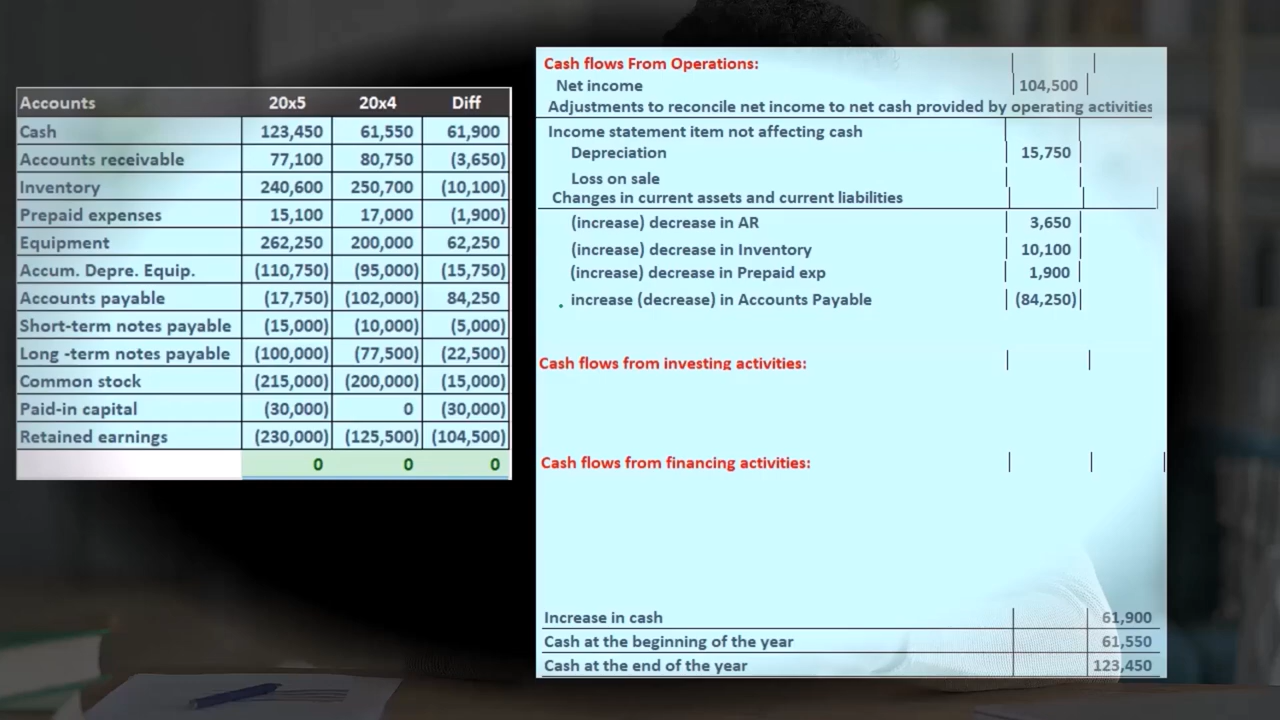 Accounts 20x5 20x4 Diff
Cash 123,450 61,550 61,900
Accounts receivable 77,100 80,750 (3,650)
Inventory 240,600 250,700 (10,100)
Prepaid expenses 15,100 17,000 (1,900)
Equipment 262,250 200,000 62,250
Accum. Depre. Equip. (110,750) (95,000) (15,750)
Accounts payable (17,750) (102,000) 84,250
Short-term notes payable (15,000) (10,000) (5,000)
Long -term notes payable (100,000) (77,500) (22,500)
Common stock (215,000) (200,000) (15,000)
Paid-in capital (30,000) 0 (30,000)
Retained earnings (230,000) (125,500) (104,500)
0 0 0
Cash flows From Operations:
Net income 104,500
Adjustments to reconcile net income to net cash provided by operating activities
Income statement item not affecting cash
Depreciation 15,750
Loss on sale
Changes in current assets and current liabilities
(increase) decrease in AR 3,650
(increase) decrease in Inventory 10,100
(increase) decrease in Prepaid exp 1,900
increase (decrease) in Accounts Payable (84,250)
Cash flows from investing activities:
Cash flows from financing activities:
Increase in cash 61,900
Cash at the beginning of the year 61,550
Cash at the end of the year 123,450